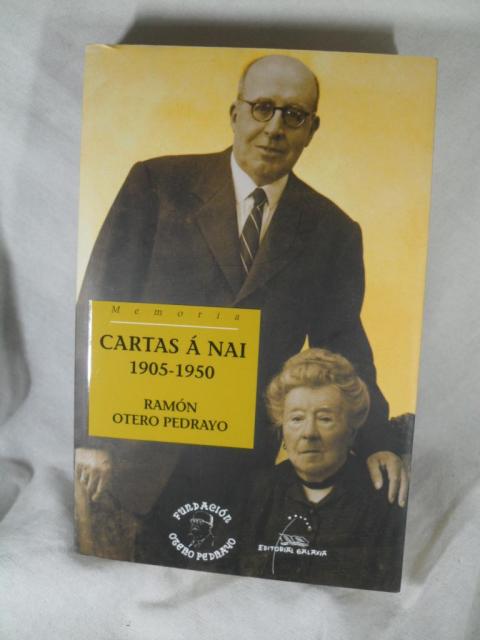 Memoria
CARTAS Á NAI
1905-1950
RAMÓN
OTERO PEDRAYO
FUNDACIÓN
OTERO PEDRAYO
EDITORIAL GALAXIA